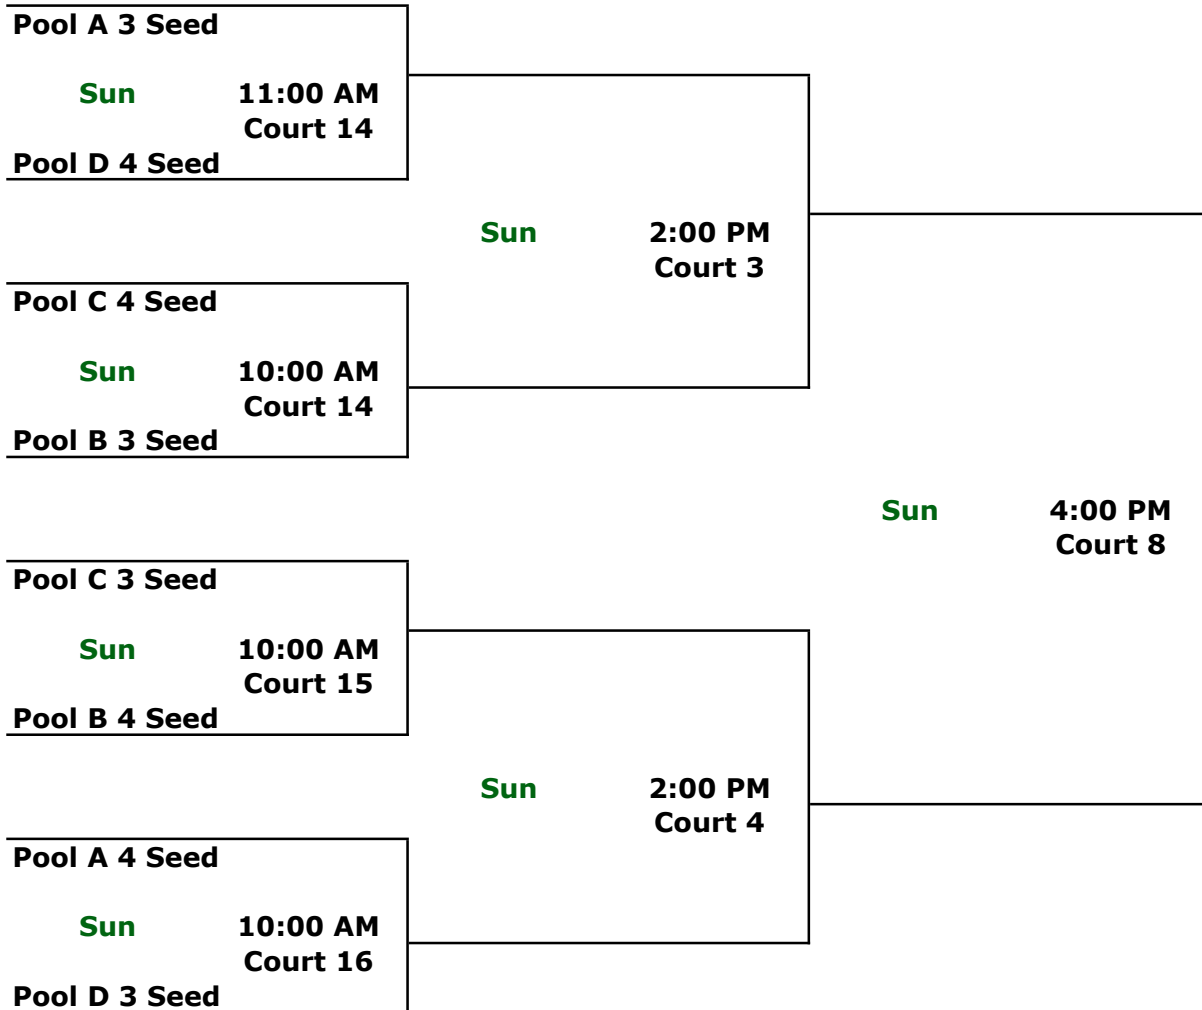 Pool A 3 Seed
Sun 11:00 AM
Court 14
Pool D 4 Seed
Sun 2:00 PM
Court 3
Pool C 4 Seed
Sun 10:00 AM
Court 14
Pool B 3 Seed
Sun 4:00 PM
Court 8
Pool C 3 Seed
Sun 10:00 AM
Court 15
Pool B 4 Seed
Sun 2:00 PM
Court 4
Pool A 4 Seed
Sun 10:00 AM
Court 16
Pool D 3 Seed